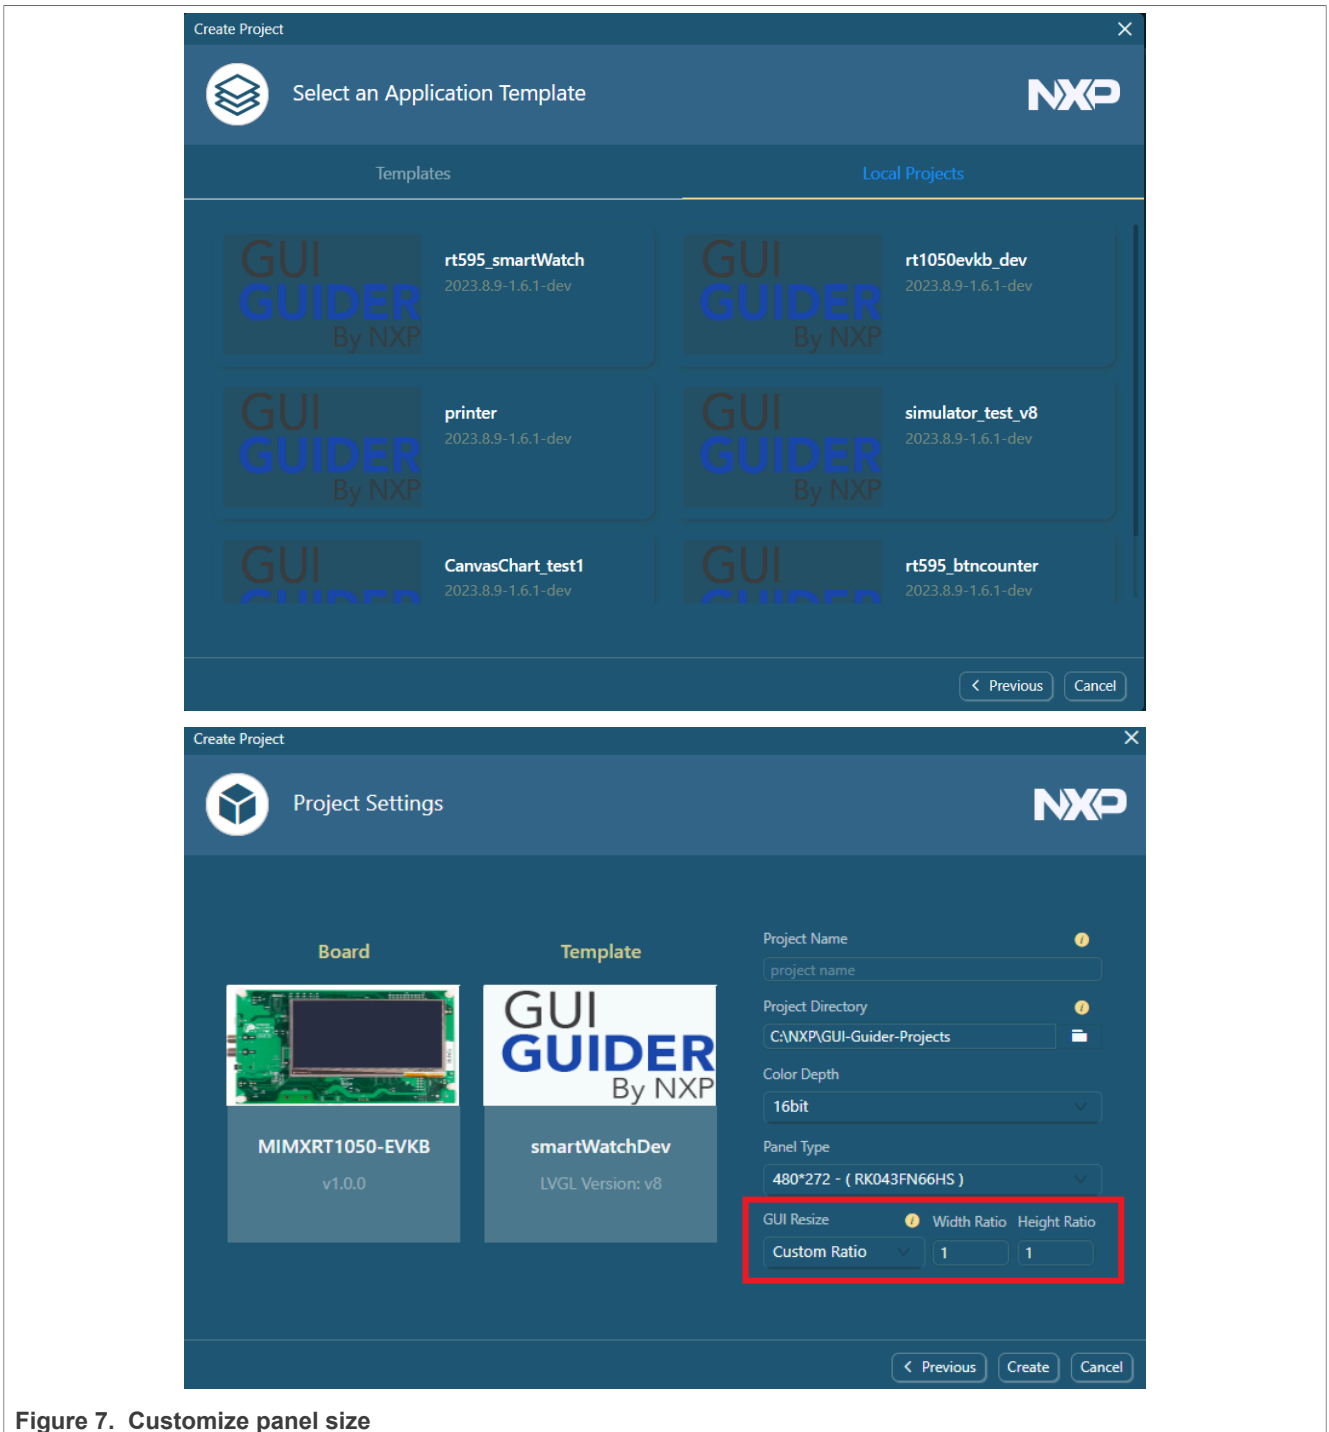 Create Project
Select an Application Template
NXP
Templates
Local Projects
GUI
GUIDER
By NXP
rt595_smartWatch
2023.8.9-1.6.1-dev
GUI
GUIDER
By NXP
rt1050evkb_dev
2023.8.9-1.6.1-dev
GUI
GUIDER
By NXP
printer
2023.8.9-1.6.1-dev
GUI
GUIDER
By NXP
simulator_test_v8
2023.8.9-1.6.1-dev
GUI
GUIDER
CanvasChart_test1
2023.8.9-1.6.1-dev
GUI
GUIDER
rt595_btncounter
2023.8.9-1.6.1-dev
Previous
Cancel
Create Project
Project Settings
NXP
Board
MIMXRT1050-EVKB
v1.0.0
Template
GUI
GUIDER
By NXP
smartWatchDev
LVGL Version: v8
Project Name
project name
Project Directory
C:\NXP\GUI-Guider-Projects
Color Depth
16bit
Panel Type
480*272 - ( RK043FN66HS )
GUI Resize
Width Ratio
Height Ratio
Custom Ratio
1
1
Previous
Create
Cancel
Figure 7. Customize panel size